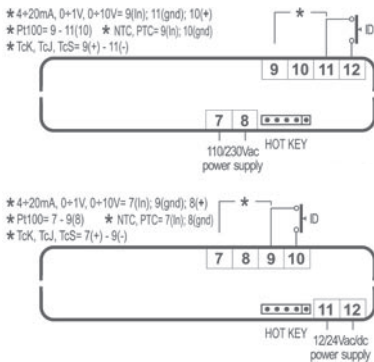 * 4÷20mA, 0÷1V, 0÷10V= 9(In); 11(gnd); 10(+)
* Pt100= 9 - 11(10) * NTC, PTC= 9(In); 10(gnd)
* TcK, TcJ, TcS= 9(+) - 11(-)
*
ID
9 10 11 12
7 8
110/230Vac
power supply
HOT KEY
* 4÷20mA, 0÷1V, 0÷10V= 7(In); 9(gnd); 8(+)
* Pt100= 7 - 9(8) * NTC, PTC= 7(In); 8(gnd)
* TcK, TcJ, TcS= 7(+) - 9(-)
*
ID
7 8 9 10
11 12
HOT KEY
12/24Vac/dc
power supply